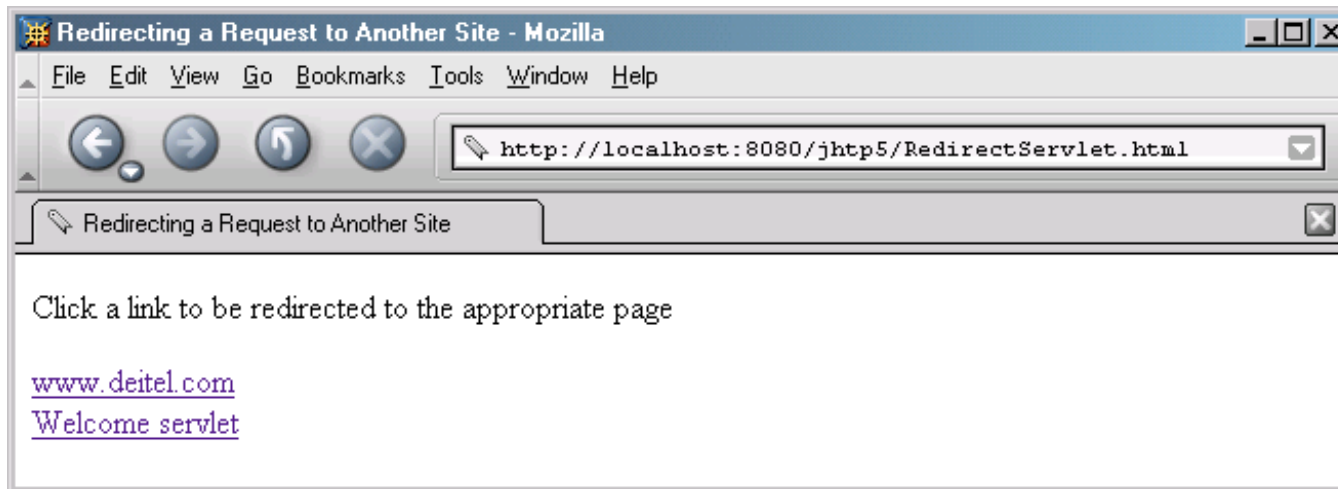 Redirecting a Request to Another Site - Mozilla
File Edit View Go Bookmarks Tools Window Help
http://localhost:8080/jhtp5/RedirectServlet.html
Redirecting a Request to Another Site
Click a link to be redirected to the appropriate page
www.deitel.com
Welcome servlet